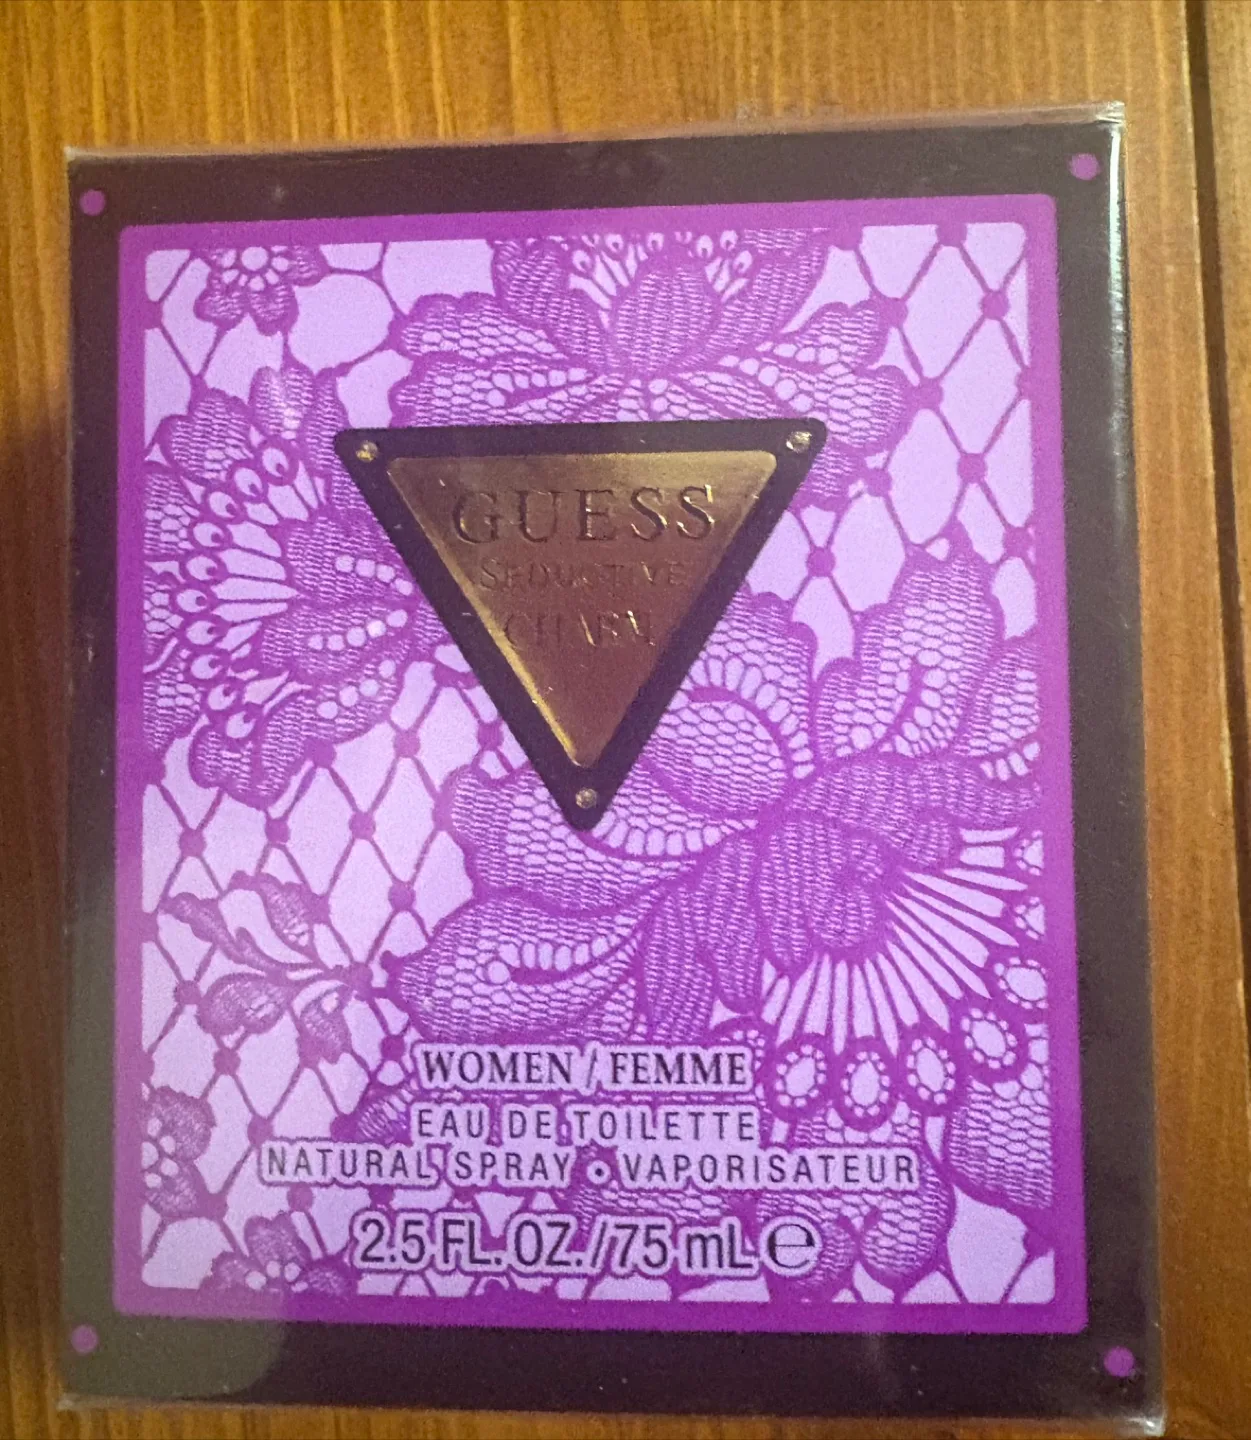 GUESS
SEDUCTIVE
CHARM
WOMEN / FEMME
EAU DE TOILETTE
NATURAL SPRAY • VAPORISATEUR
2.5 FL. OZ./75 mL ℮